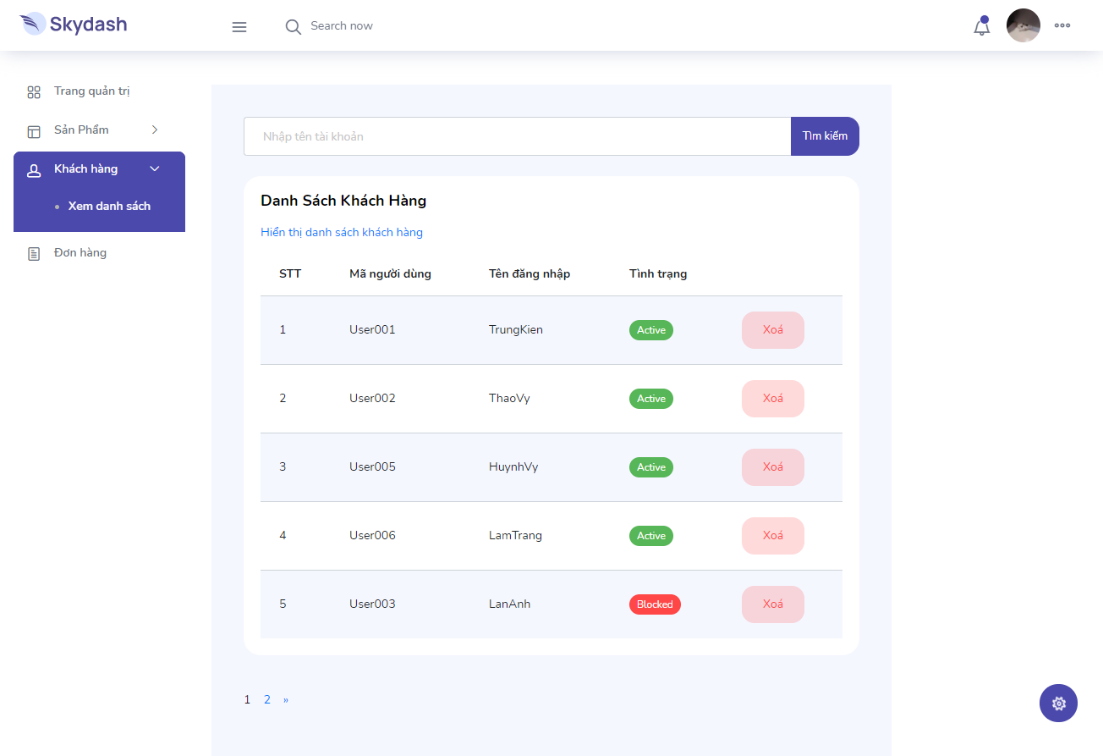 Skydash
Search now
Trang quản trị
Sản Phẩm
Khách hàng
Xem danh sách
Đơn hàng
Nhập tên tài khoản
Tìm kiếm
Danh Sách Khách Hàng
Hiển thị danh sách khách hàng
STT Mã người dùng Tên đăng nhập Tình trạng
1 User001 TrungKien Active Xoá
2 User002 ThaoVy Active Xoá
3 User005 HuynhVy Active Xoá
4 User006 LamTrang Active Xoá
5 User003 LanAnh Blocked Xoá
1 2 »